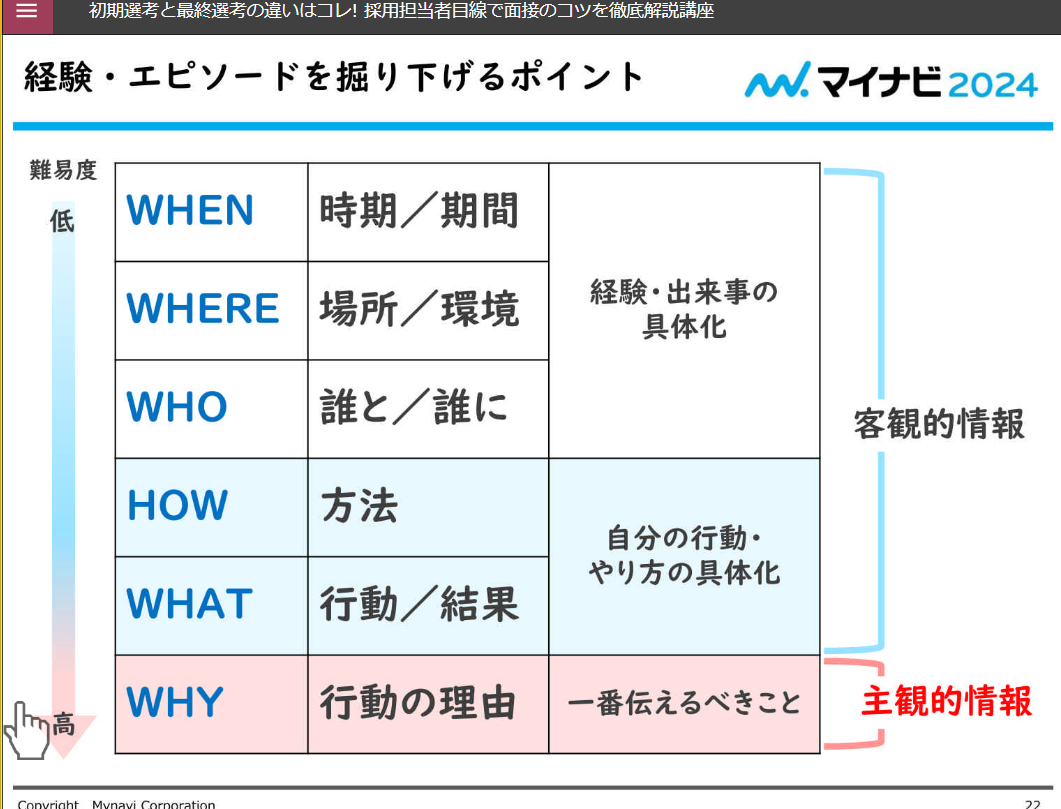 初期選考と最終選考の違いはコレ! 採用担当者目線で面接のコツを徹底解説講座
経験・エピソードを掘り下げるポイント
マイナビ2024
難易度
低
WHEN
時期／期間
WHERE
場所／環境
WHO
誰と／誰に
経験・出来事の
具体化
HOW
方法
WHAT
行動／結果
自分の行動・
やり方の具体化
客観的情報
WHY
行動の理由
一番伝えるべきこと
主観的情報
高
Copyright Mynavi Corporation
22